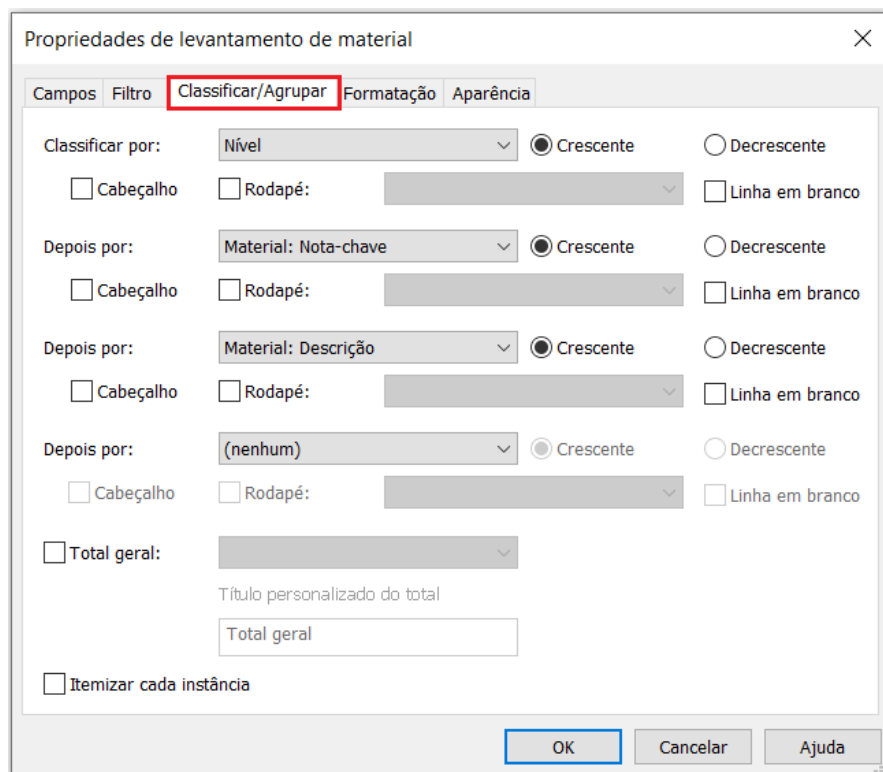 Propriedades de levantamento de material
Campos Filtro Classificar/Agrupar Formatação Aparência
Classificar por: Nível Crescente Decrescente
Cabeçalho Rodapé: Linha em branco
Depois por: Material: Nota-chave Crescente Decrescente
Cabeçalho Rodapé: Linha em branco
Depois por: Material: Descrição Crescente Decrescente
Cabeçalho Rodapé: Linha em branco
Depois por: (nenhum) Crescente Decrescente
Cabeçalho Rodapé: Linha em branco
Total geral:
Título personalizado do total
Total geral
Itemizar cada instância
OK Cancelar Ajuda